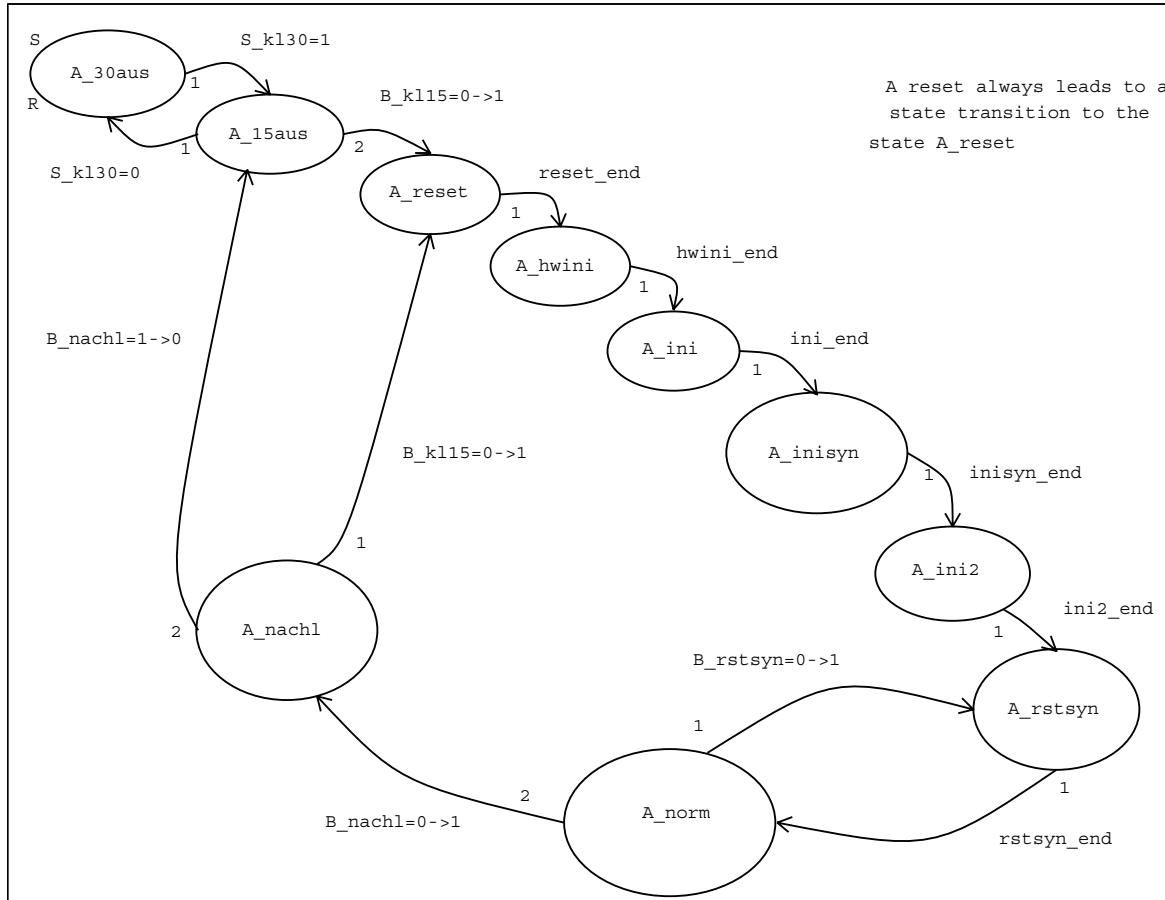 S
S_kl30=1
A_30aus
1
R
B_kl15=0->1
A reset always leads to a
state transition to the
state A_reset
A_15aus
1
2
S_kl30=0
A_reset
reset_end
1
A_hwini
hwini_end
1
B_nachl=1->0
A_ini
ini_end
1
B_kl15=0->1
A_inisyn
inisyn_end
1
1
A_ini2
ini2_end
1
2
A_nachl
B_rstsyn=0->1
A_rstsyn
1
1
2
A_norm
B_nachl=0->1
rstsyn_end